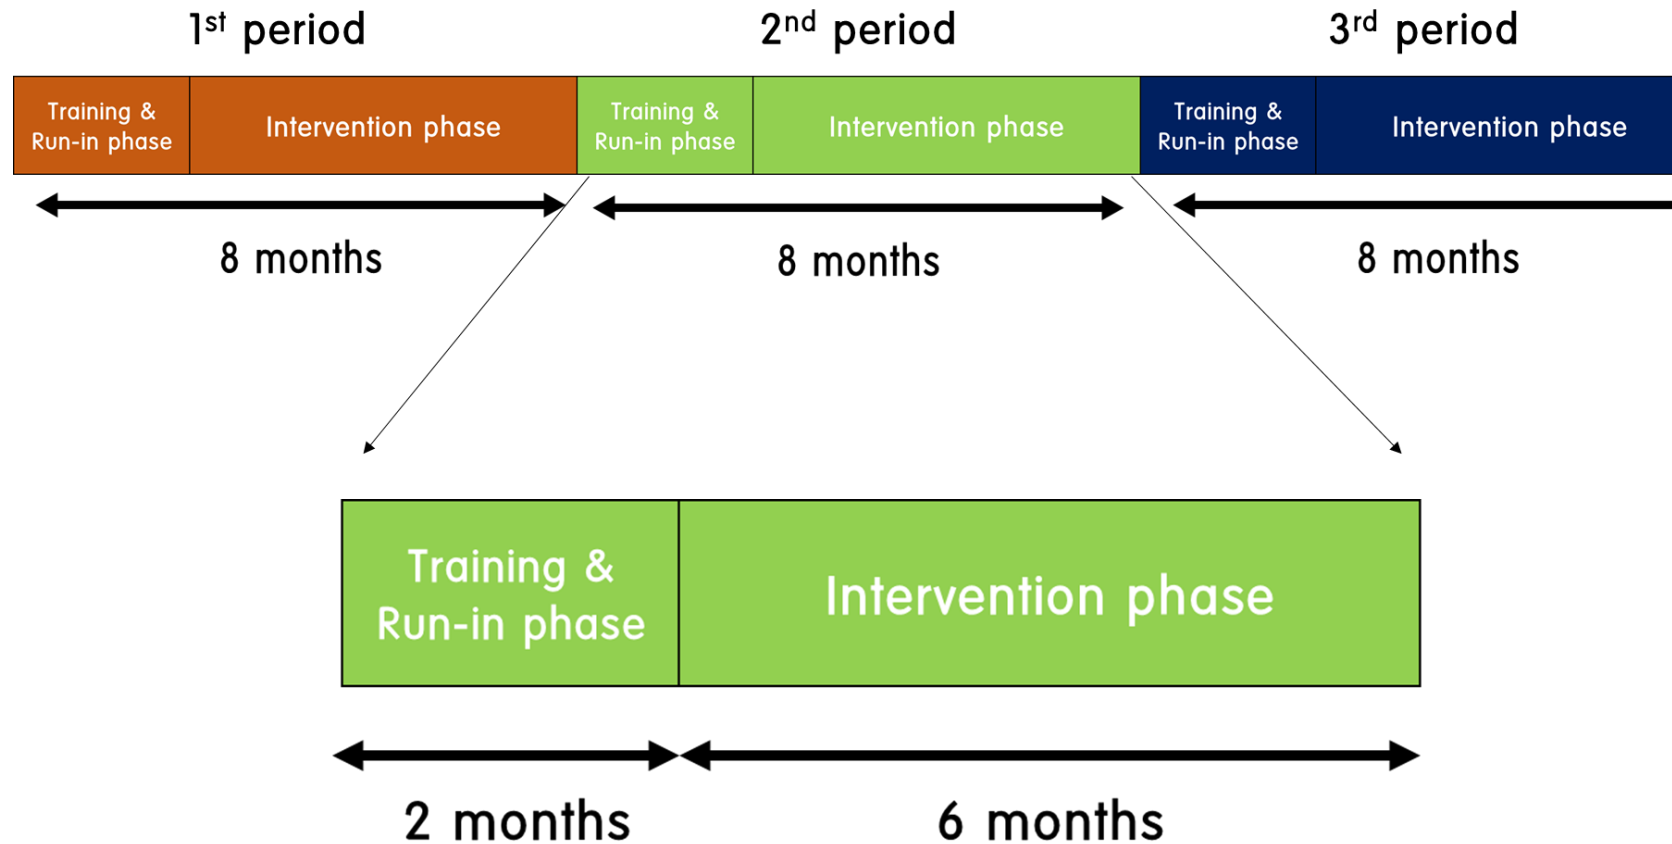 1st period
2nd period
3rd period
Training &
Run-in phase
Intervention phase
Training &
Run-in phase
Intervention phase
Training &
Run-in phase
Intervention phase
8 months
8 months
8 months
Training &
Run-in phase
Intervention phase
2 months
6 months